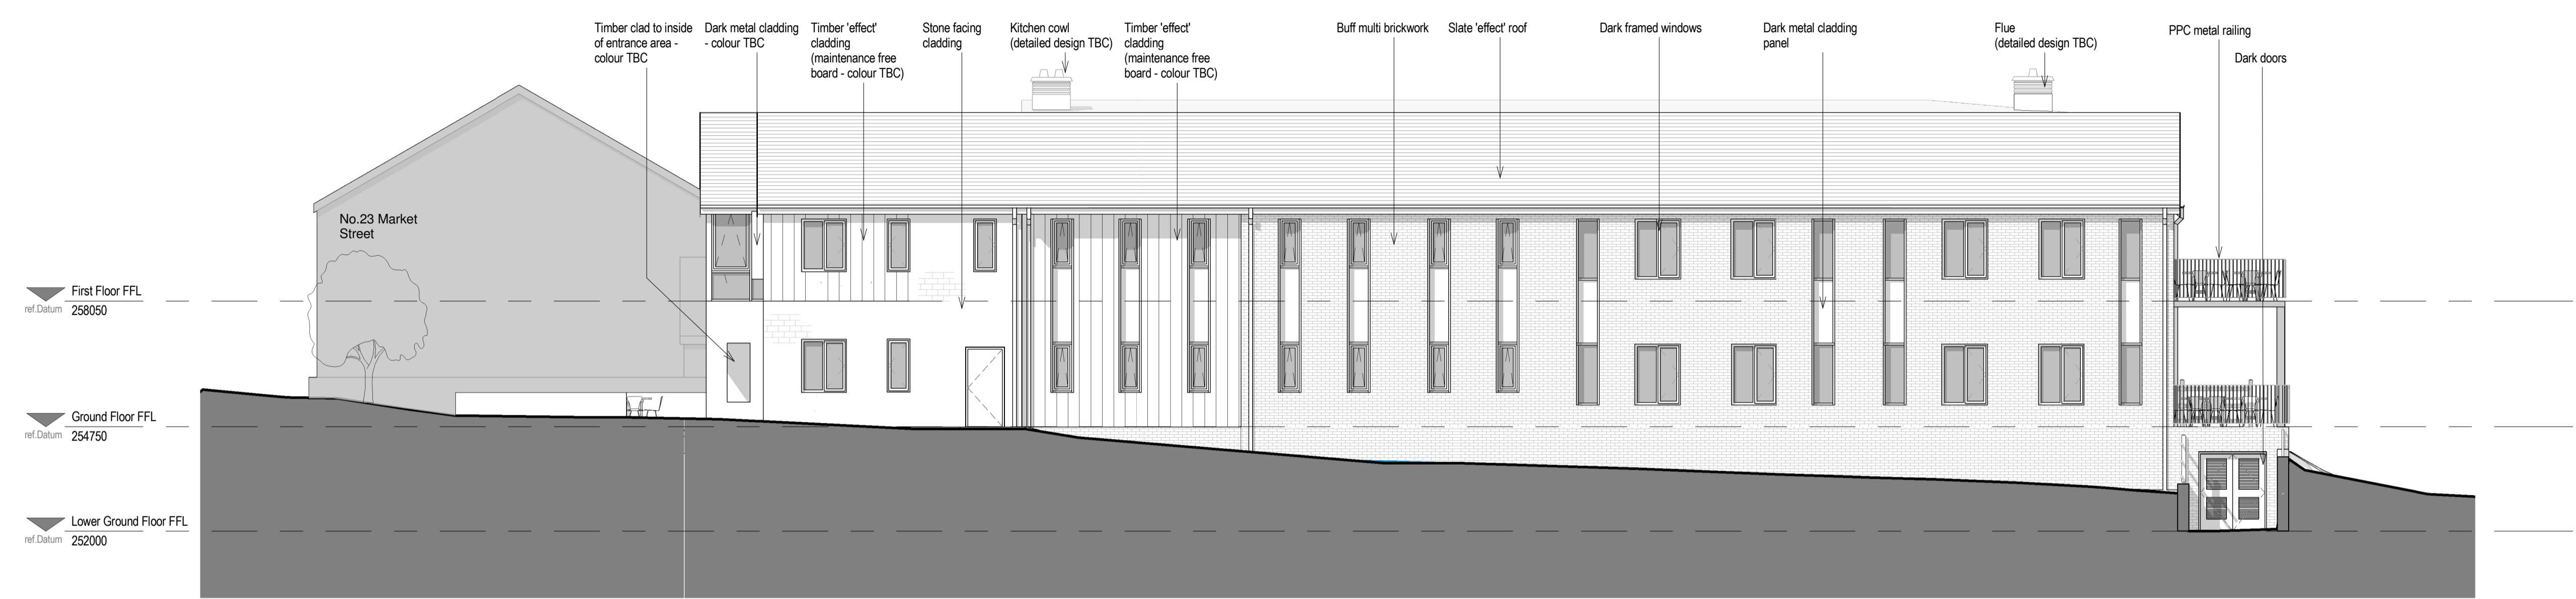 Timber clad to inside
of entrance area -
colour TBC
Dark metal cladding
- colour TBC
Timber 'effect'
cladding
(maintenance free
board - colour TBC)
Stone facing
cladding
Kitchen cowl
(detailed design TBC)
Timber 'effect'
cladding
(maintenance free
board - colour TBC)
Buff multi brickwork
Slate 'effect' roof
Dark framed windows
Dark metal cladding
panel
Flue
(detailed design TBC)
PPC metal railing
Dark doors
No.23 Market
Street
First Floor FFL
ref.Datum 258050
Ground Floor FFL
ref.Datum 254750
Lower Ground Floor FFL
ref.Datum 252000